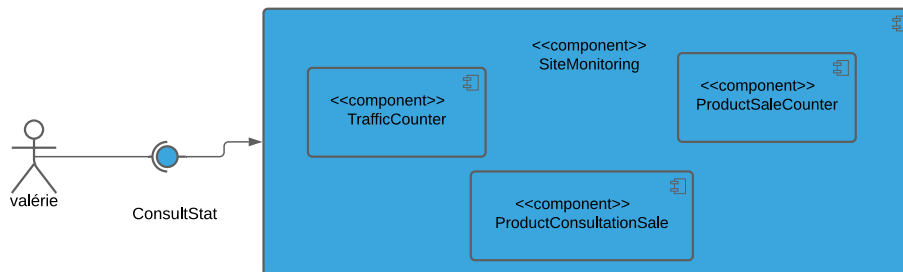 <<component>>
SiteMonitoring
<<component>>
TrafficCounter
<<component>>
ProductSaleCounter
valérie
ConsultStat
<<component>>
ProductConsultationSale